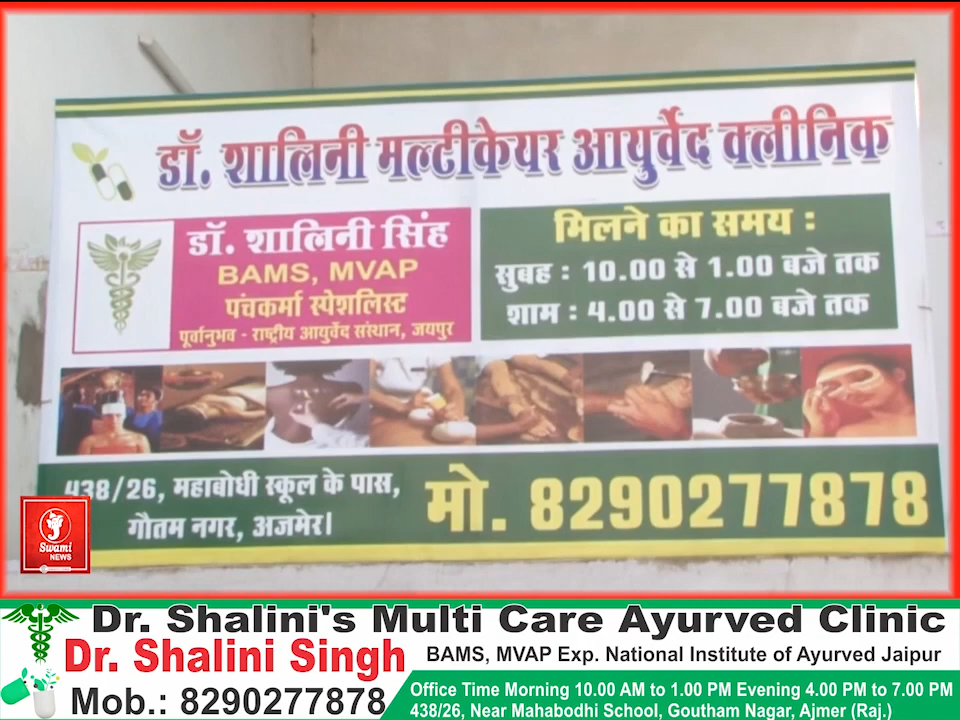 डॉ. शालिनी मल्टीकेयर आयुर्वेद क्लीनिक
डॉ. शालिनी सिंह
BAMS, MVAP
पंचकर्मा स्पेशलिस्ट
पूर्वानुभव - राष्ट्रीय आयुर्वेद संस्थान, जयपुर
मिलने का समय :
सुबह : 10.00 से 1.00 बजे तक
शाम : 4.00 से 7.00 बजे तक
438/26, महाबोधी स्कूल के पास,
गौतम नगर, अजमेर।
मो. 8290277878
Swami
NEWS
Dr. Shalini's Multi Care Ayurved Clinic
Dr. Shalini Singh
BAMS, MVAP Exp. National Institute of Ayurved Jaipur
Mob.: 8290277878
Office Time Morning 10.00 AM to 1.00 PM Evening 4.00 PM to 7.00 PM
438/26, Near Mahabodhi School, Goutham Nagar, Ajmer (Raj.)